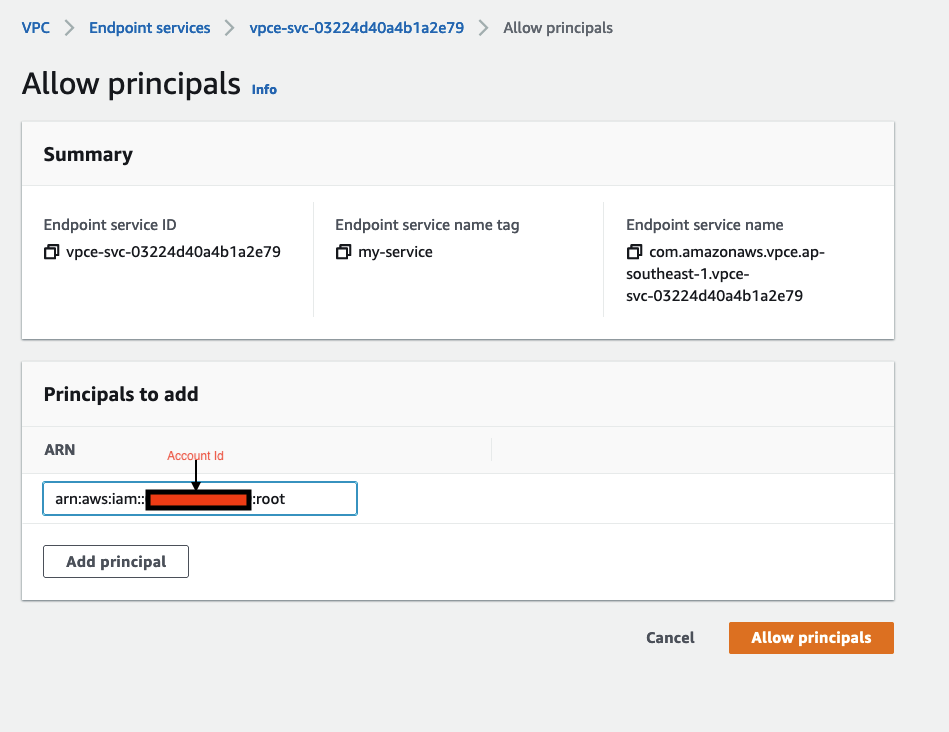 VPC > Endpoint services > vpce-svc-03224d40a4b1a2e79 > Allow principals
Allow principals Info
Summary
Endpoint service ID
vpce-svc-03224d40a4b1a2e79
Endpoint service name tag
my-service
Endpoint service name
com.amazonaws.vpce.ap-
southeast-1.vpce-
svc-03224d40a4b1a2e79
Principals to add
ARN
Account Id
arn:aws:iam:: :root
Add principal
Cancel
Allow principals